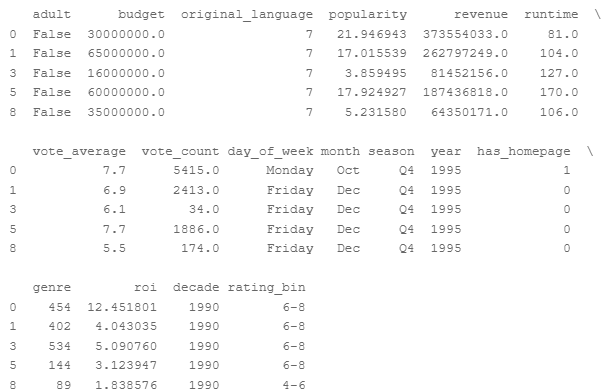 adult budget original_language popularity revenue runtime \
0 False 30000000.0 7 21.946943 373554033.0 81.0
1 False 65000000.0 7 17.015539 262797249.0 104.0
3 False 16000000.0 7 3.859495 81452156.0 127.0
5 False 60000000.0 7 17.924927 187436818.0 170.0
8 False 35000000.0 7 5.231580 64350171.0 106.0
vote_average vote_count day_of_week month season year has_homepage \
0 7.7 5415.0 Monday Oct Q4 1995 1
1 6.9 2413.0 Friday Dec Q4 1995 0
3 6.1 34.0 Friday Dec Q4 1995 0
5 7.7 1886.0 Friday Dec Q4 1995 0
8 5.5 174.0 Friday Dec Q4 1995 0
genre roi decade rating_bin
0 454 12.451801 1990 6-8
1 402 4.043035 1990 6-8
3 534 5.090760 1990 6-8
5 144 3.123947 1990 6-8
8 89 1.838576 1990 4-6